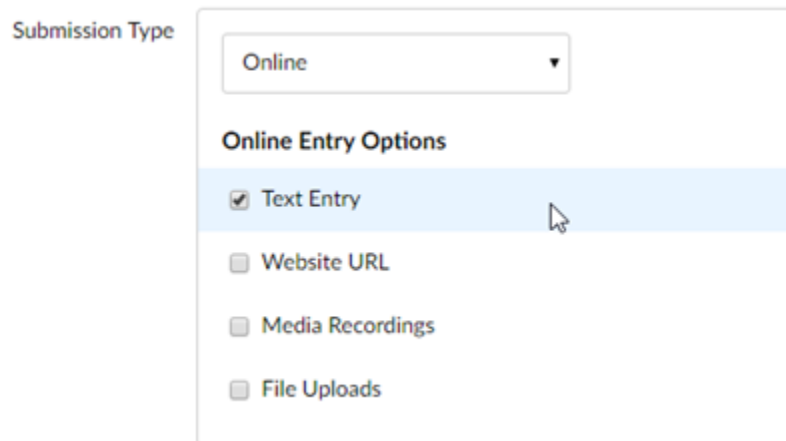 Submission Type
Online
Online Entry Options
Text Entry
Website URL
Media Recordings
File Uploads